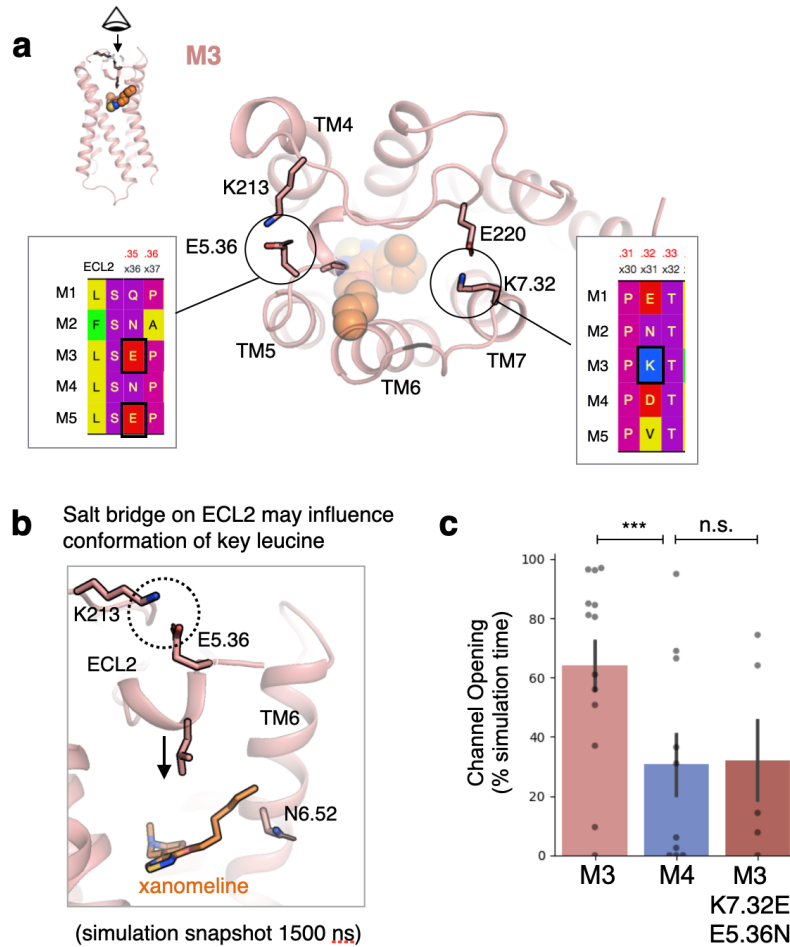 a
M3
TM4
K213
E5.36
E220
K7.32
TM5
TM6
TM7
.35 .36
ECL2 x36 x37
M1 L S Q P
M2 F S N A
M3 L S E P
M4 L S N P
M5 L S E P
.31 .32 .33
x30 x31 x32
M1 P E T
M2 P N T
M3 P K T
M4 P D T
M5 P V T
b
Salt bridge on ECL2 may influence
conformation of key leucine
K213
E5.36
ECL2
TM6
N6.52
xanomeline
(simulation snapshot 1500 ns)
c
*** n.s.
Channel Opening
(% simulation time)
100
80
60
40
20
0
M3 M4 M3
K7.32E
E5.36N